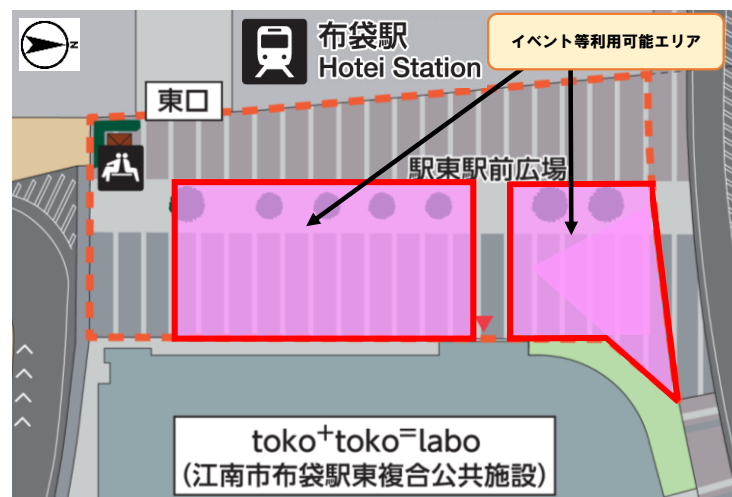 N
布袋駅
Hotei Station
イベント等利用可能エリア
東口
駅東駅前広場
toko+toko=labo
(江南市布袋駅東複合公共施設)